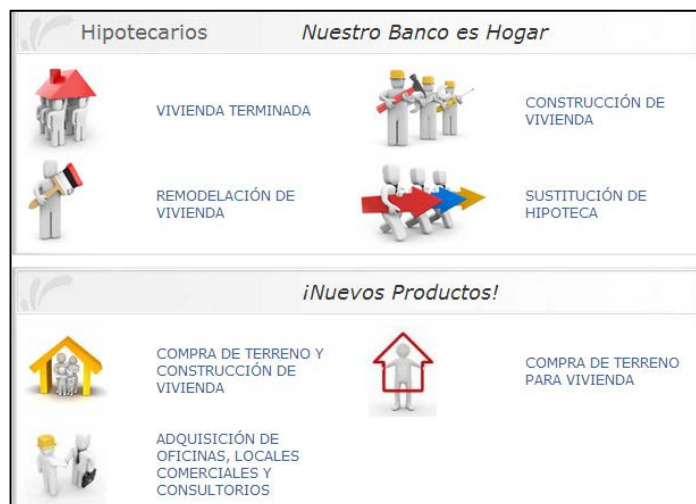 Hipotecarios Nuestro Banco es Hogar
VIVIENDA TERMINADA
CONSTRUCCIÓN DE
VIVIENDA
REMODELACIÓN DE
VIVIENDA
SUSTITUCIÓN DE
HIPOTECA
¡Nuevos Productos!
COMPRA DE TERRENO Y
CONSTRUCCIÓN DE
VIVIENDA
COMPRA DE TERRENO
PARA VIVIENDA
ADQUISICIÓN DE
OFICINAS, LOCALES
COMERCIALES Y
CONSULTORIOS